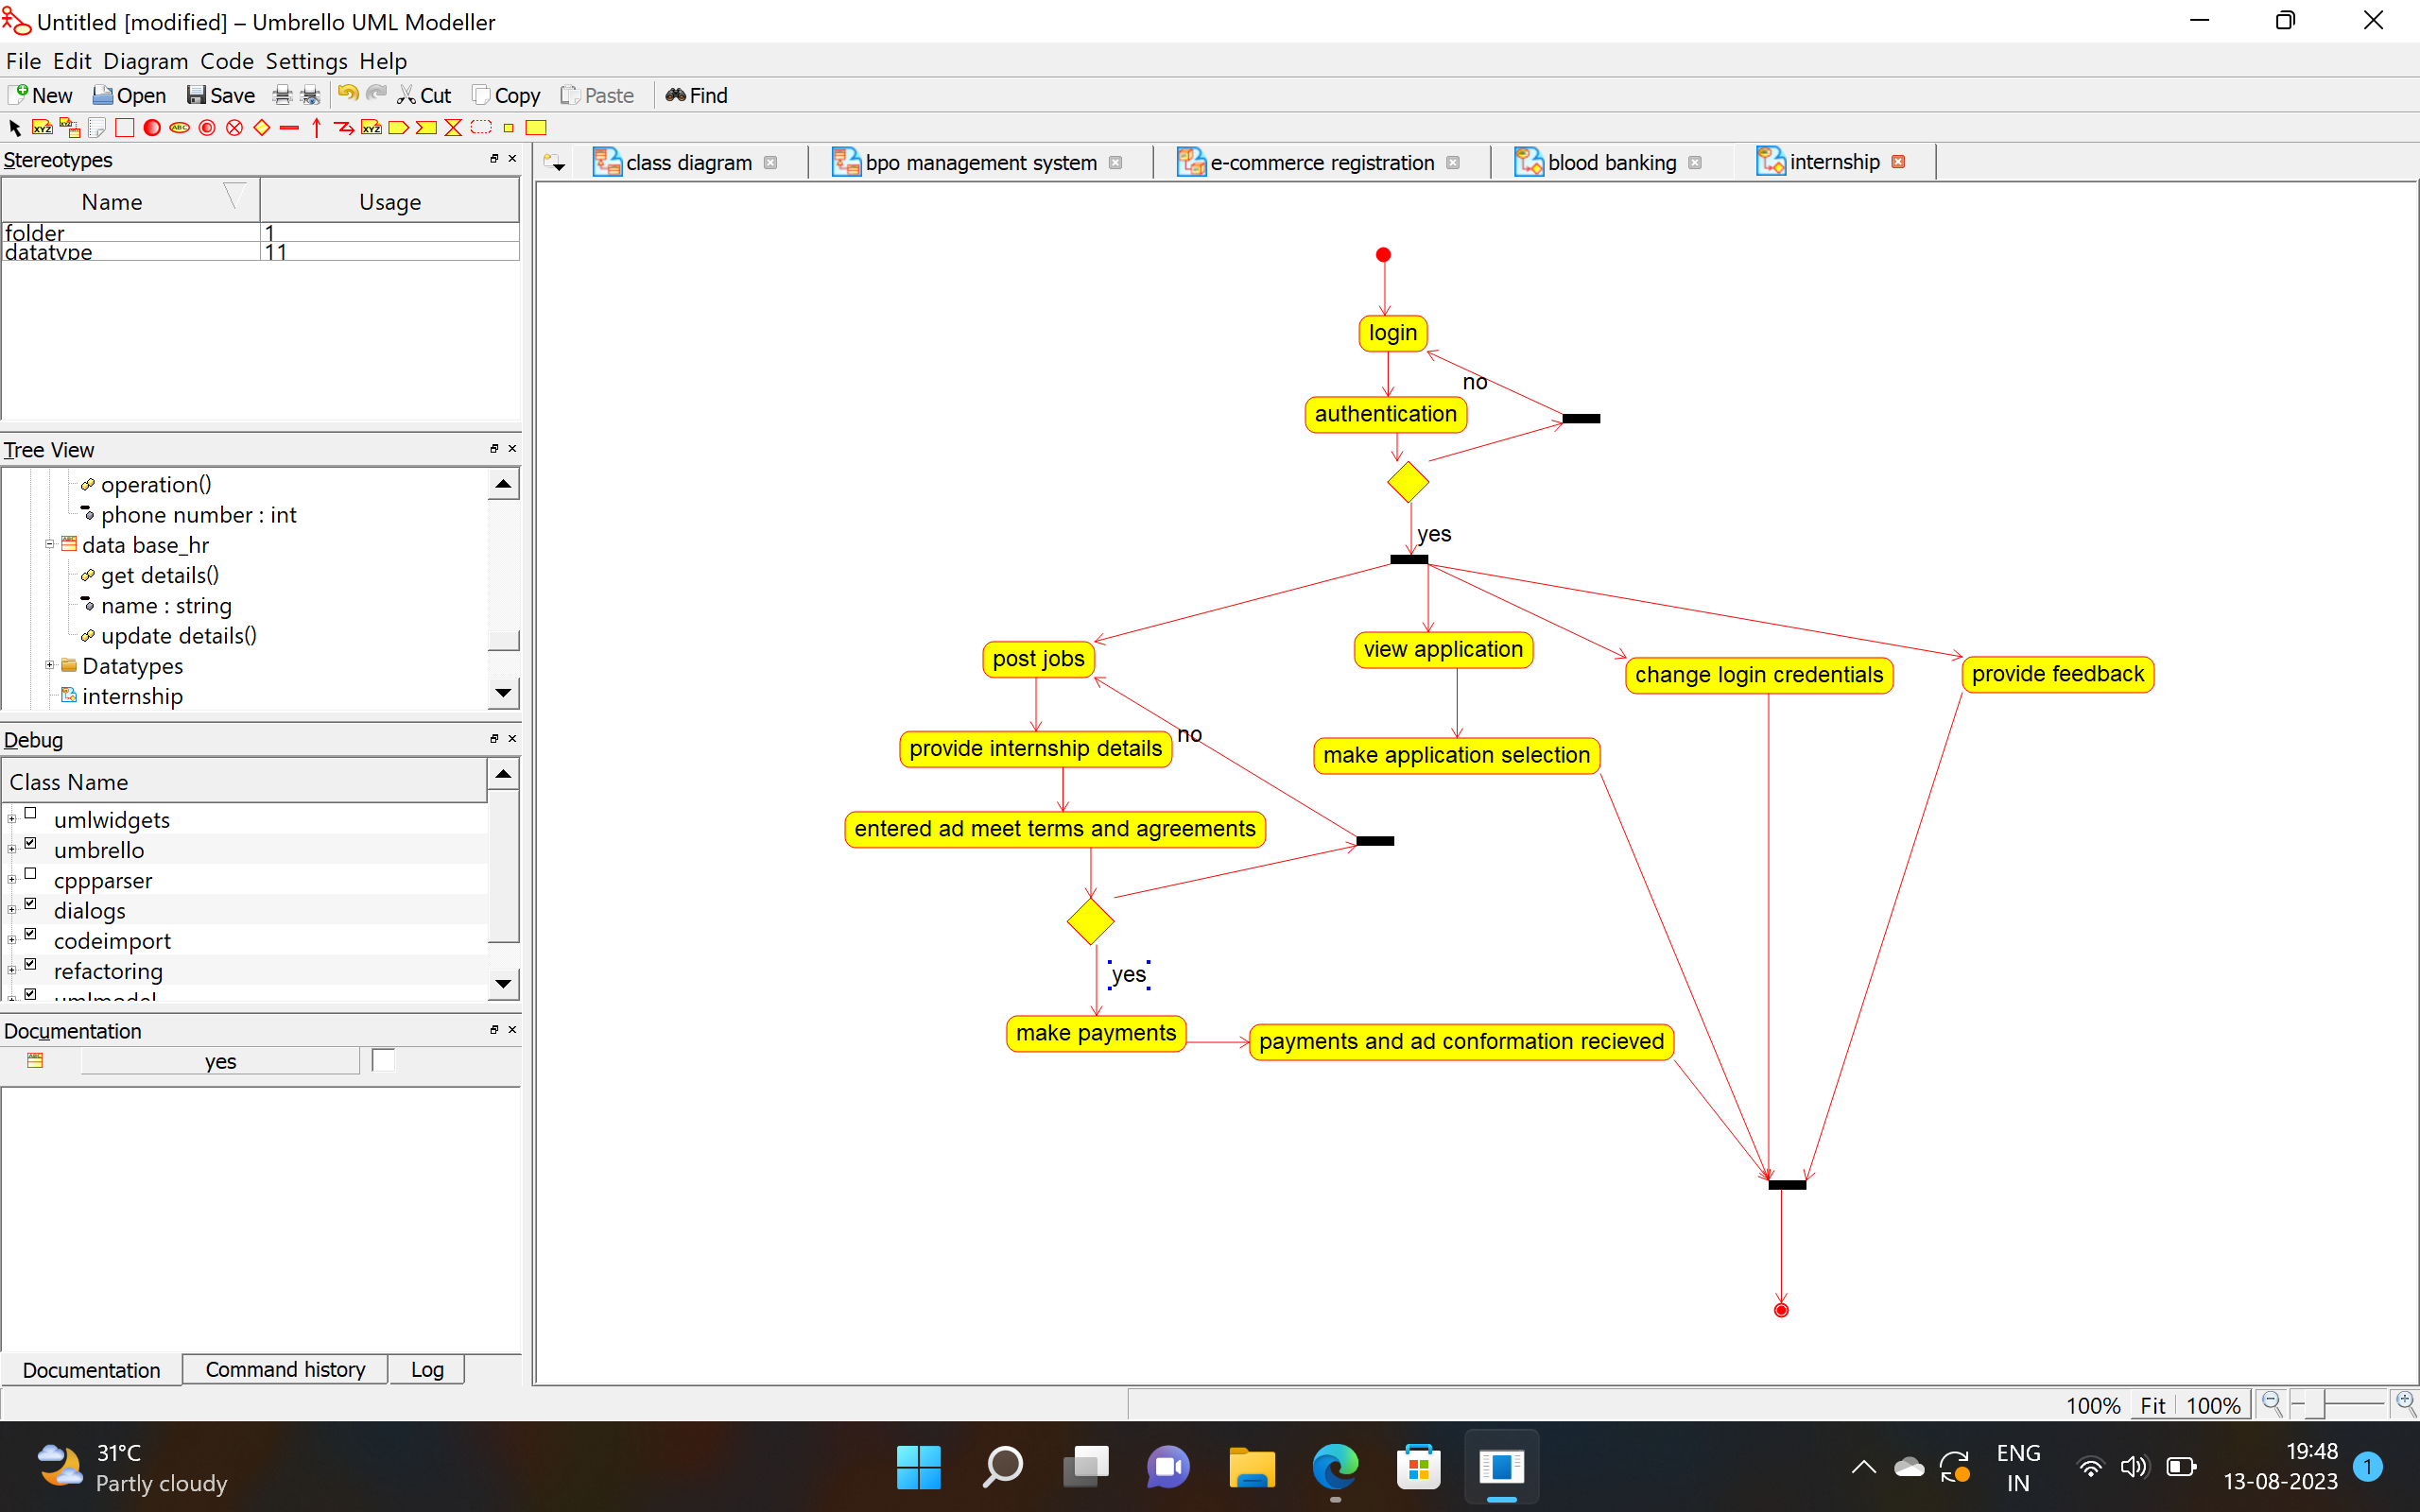 Untitled [modified] – Umbrello UML Modeller
File Edit Diagram Code Settings Help
New Open Save Cut Copy Paste Find
Stereotypes
Name Usage
folder 1
datatype 11
Tree View
operation()
phone number : int
data base_hr
get details()
name : string
update details()
Datatypes
internship
Debug
Class Name
umlwidgets
umbrello
cppparser
dialogs
codeimport
refactoring
umlmodel
Documentation
yes
Documentation Command history Log
class diagram bpo management system e-commerce registration blood banking internship
login
no
authentication
yes
post jobs
view application
change login credentials
provide feedback
no
provide internship details
make application selection
entered ad meet terms and agreements
yes
make payments
payments and ad conformation recieved
100% Fit 100%
31°C
Partly cloudy
ENG
IN
19:48
13-08-2023
1